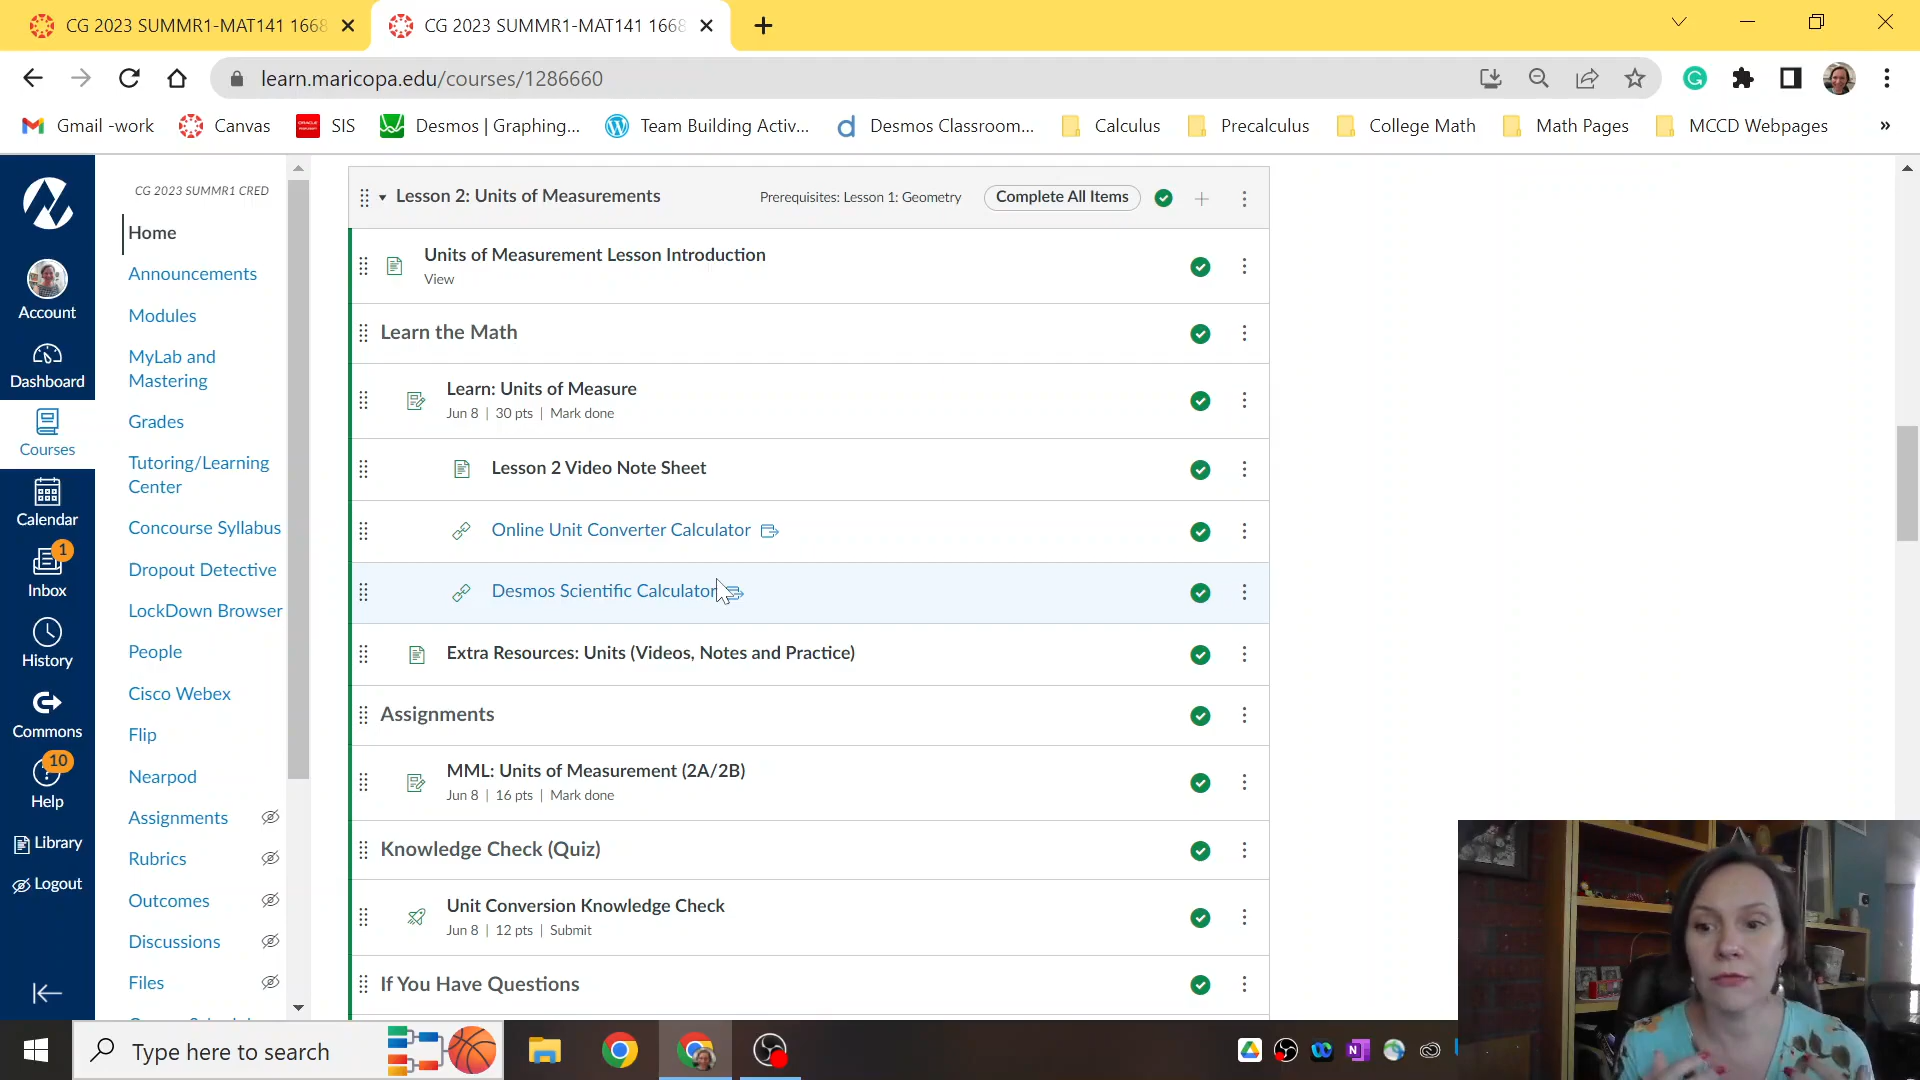 CG 2023 SUMMR1-MAT141 1668
CG 2023 SUMMR1-MAT141 1668
learn.maricopa.edu/courses/1286660
Gmail -work
Canvas
SIS
Desmos | Graphing...
Team Building Activ...
Desmos Classroom...
Calculus
Precalculus
College Math
Math Pages
MCCD Webpages
»
Account
Dashboard
Courses
Calendar
1
Inbox
History
Commons
10
Help
Library
Logout
CG 2023 SUMMR1 CRED
Home
Announcements
Modules
MyLab and
Mastering
Grades
Tutoring/Learning
Center
Concourse Syllabus
Dropout Detective
LockDown Browser
People
Cisco Webex
Flip
Nearpod
Assignments
Rubrics
Outcomes
Discussions
Files
Lesson 2: Units of Measurements
Prerequisites: Lesson 1: Geometry
Complete All Items
Units of Measurement Lesson Introduction
View
Learn the Math
Learn: Units of Measure
Jun 8 | 30 pts | Mark done
Lesson 2 Video Note Sheet
Online Unit Converter Calculator
Desmos Scientific Calculator
Extra Resources: Units (Videos, Notes and Practice)
Assignments
MML: Units of Measurement (2A/2B)
Jun 8 | 16 pts | Mark done
Knowledge Check (Quiz)
Unit Conversion Knowledge Check
Jun 8 | 12 pts | Submit
If You Have Questions
Type here to search